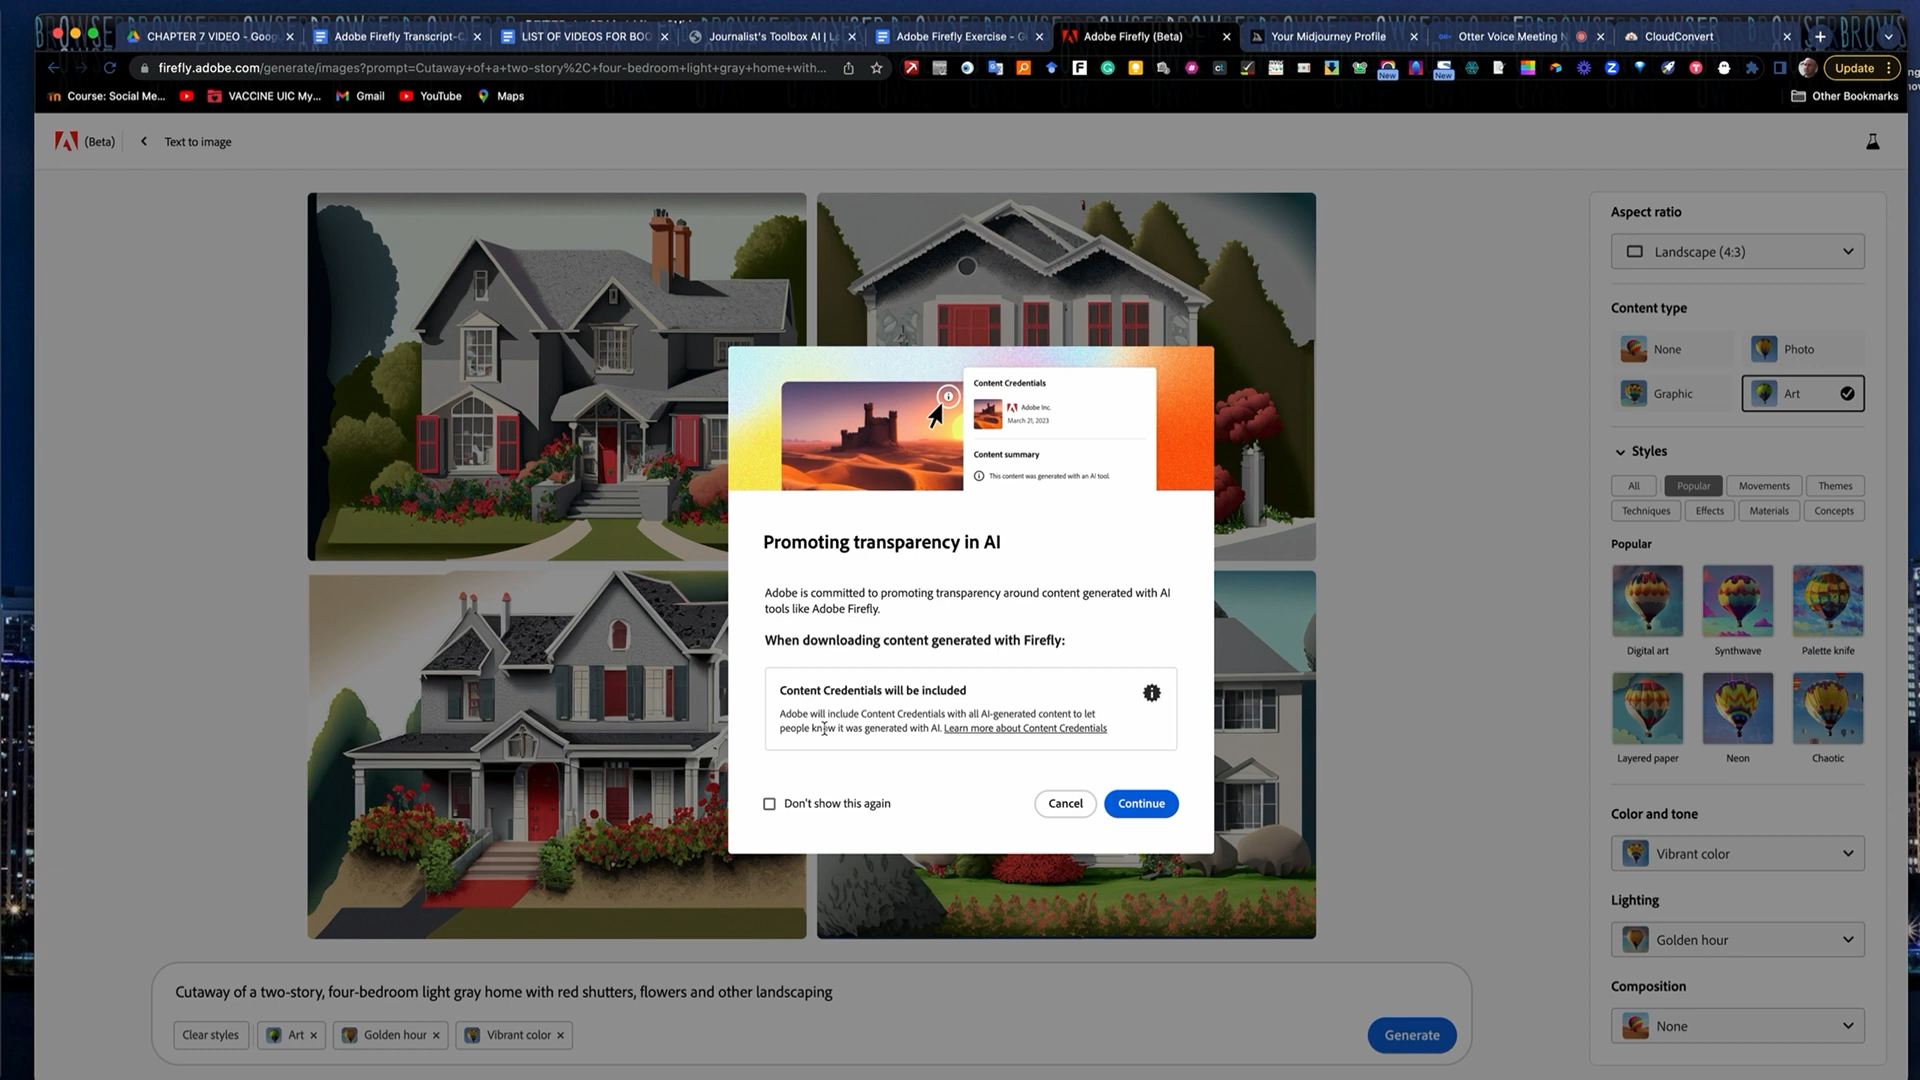 CHAPTER 7 VIDEO - Goog
Adobe Firefly Transcript-C
LIST OF VIDEOS FOR BOO
Journalist's Toolbox AI | L
Adobe Firefly Exercise - G
Adobe Firefly (Beta)
Your Midjourney Profile
Otter Voice Meeting N
CloudConvert
firefly.adobe.com/generate/images?prompt=Cutaway+of+a+two-story%2C+four-bedroom+light+gray+home+with...
New
New
Update
Course: Social Me...
VACCINE UIC My...
Gmail
YouTube
Maps
Other Bookmarks
(Beta)
Text to image
Aspect ratio
Landscape (4:3)
Content type
None
Photo
Graphic
Art
Styles
All
Popular
Movements
Themes
Techniques
Effects
Materials
Concepts
Popular
Digital art
Synthwave
Palette knife
Layered paper
Neon
Chaotic
Color and tone
Vibrant color
Lighting
Golden hour
Composition
None
Content Credentials
Adobe Inc.
March 21, 2023
Content summary
This content was generated with an AI tool.
Promoting transparency in AI
Adobe is committed to promoting transparency around content generated with AI
tools like Adobe Firefly.
When downloading content generated with Firefly:
Content Credentials will be included
Adobe will include Content Credentials with all AI-generated content to let
people know it was generated with AI. Learn more about Content Credentials
Don't show this again
Cancel
Continue
Cutaway of a two-story, four-bedroom light gray home with red shutters, flowers and other landscaping
Clear styles
Art
Golden hour
Vibrant color
Generate